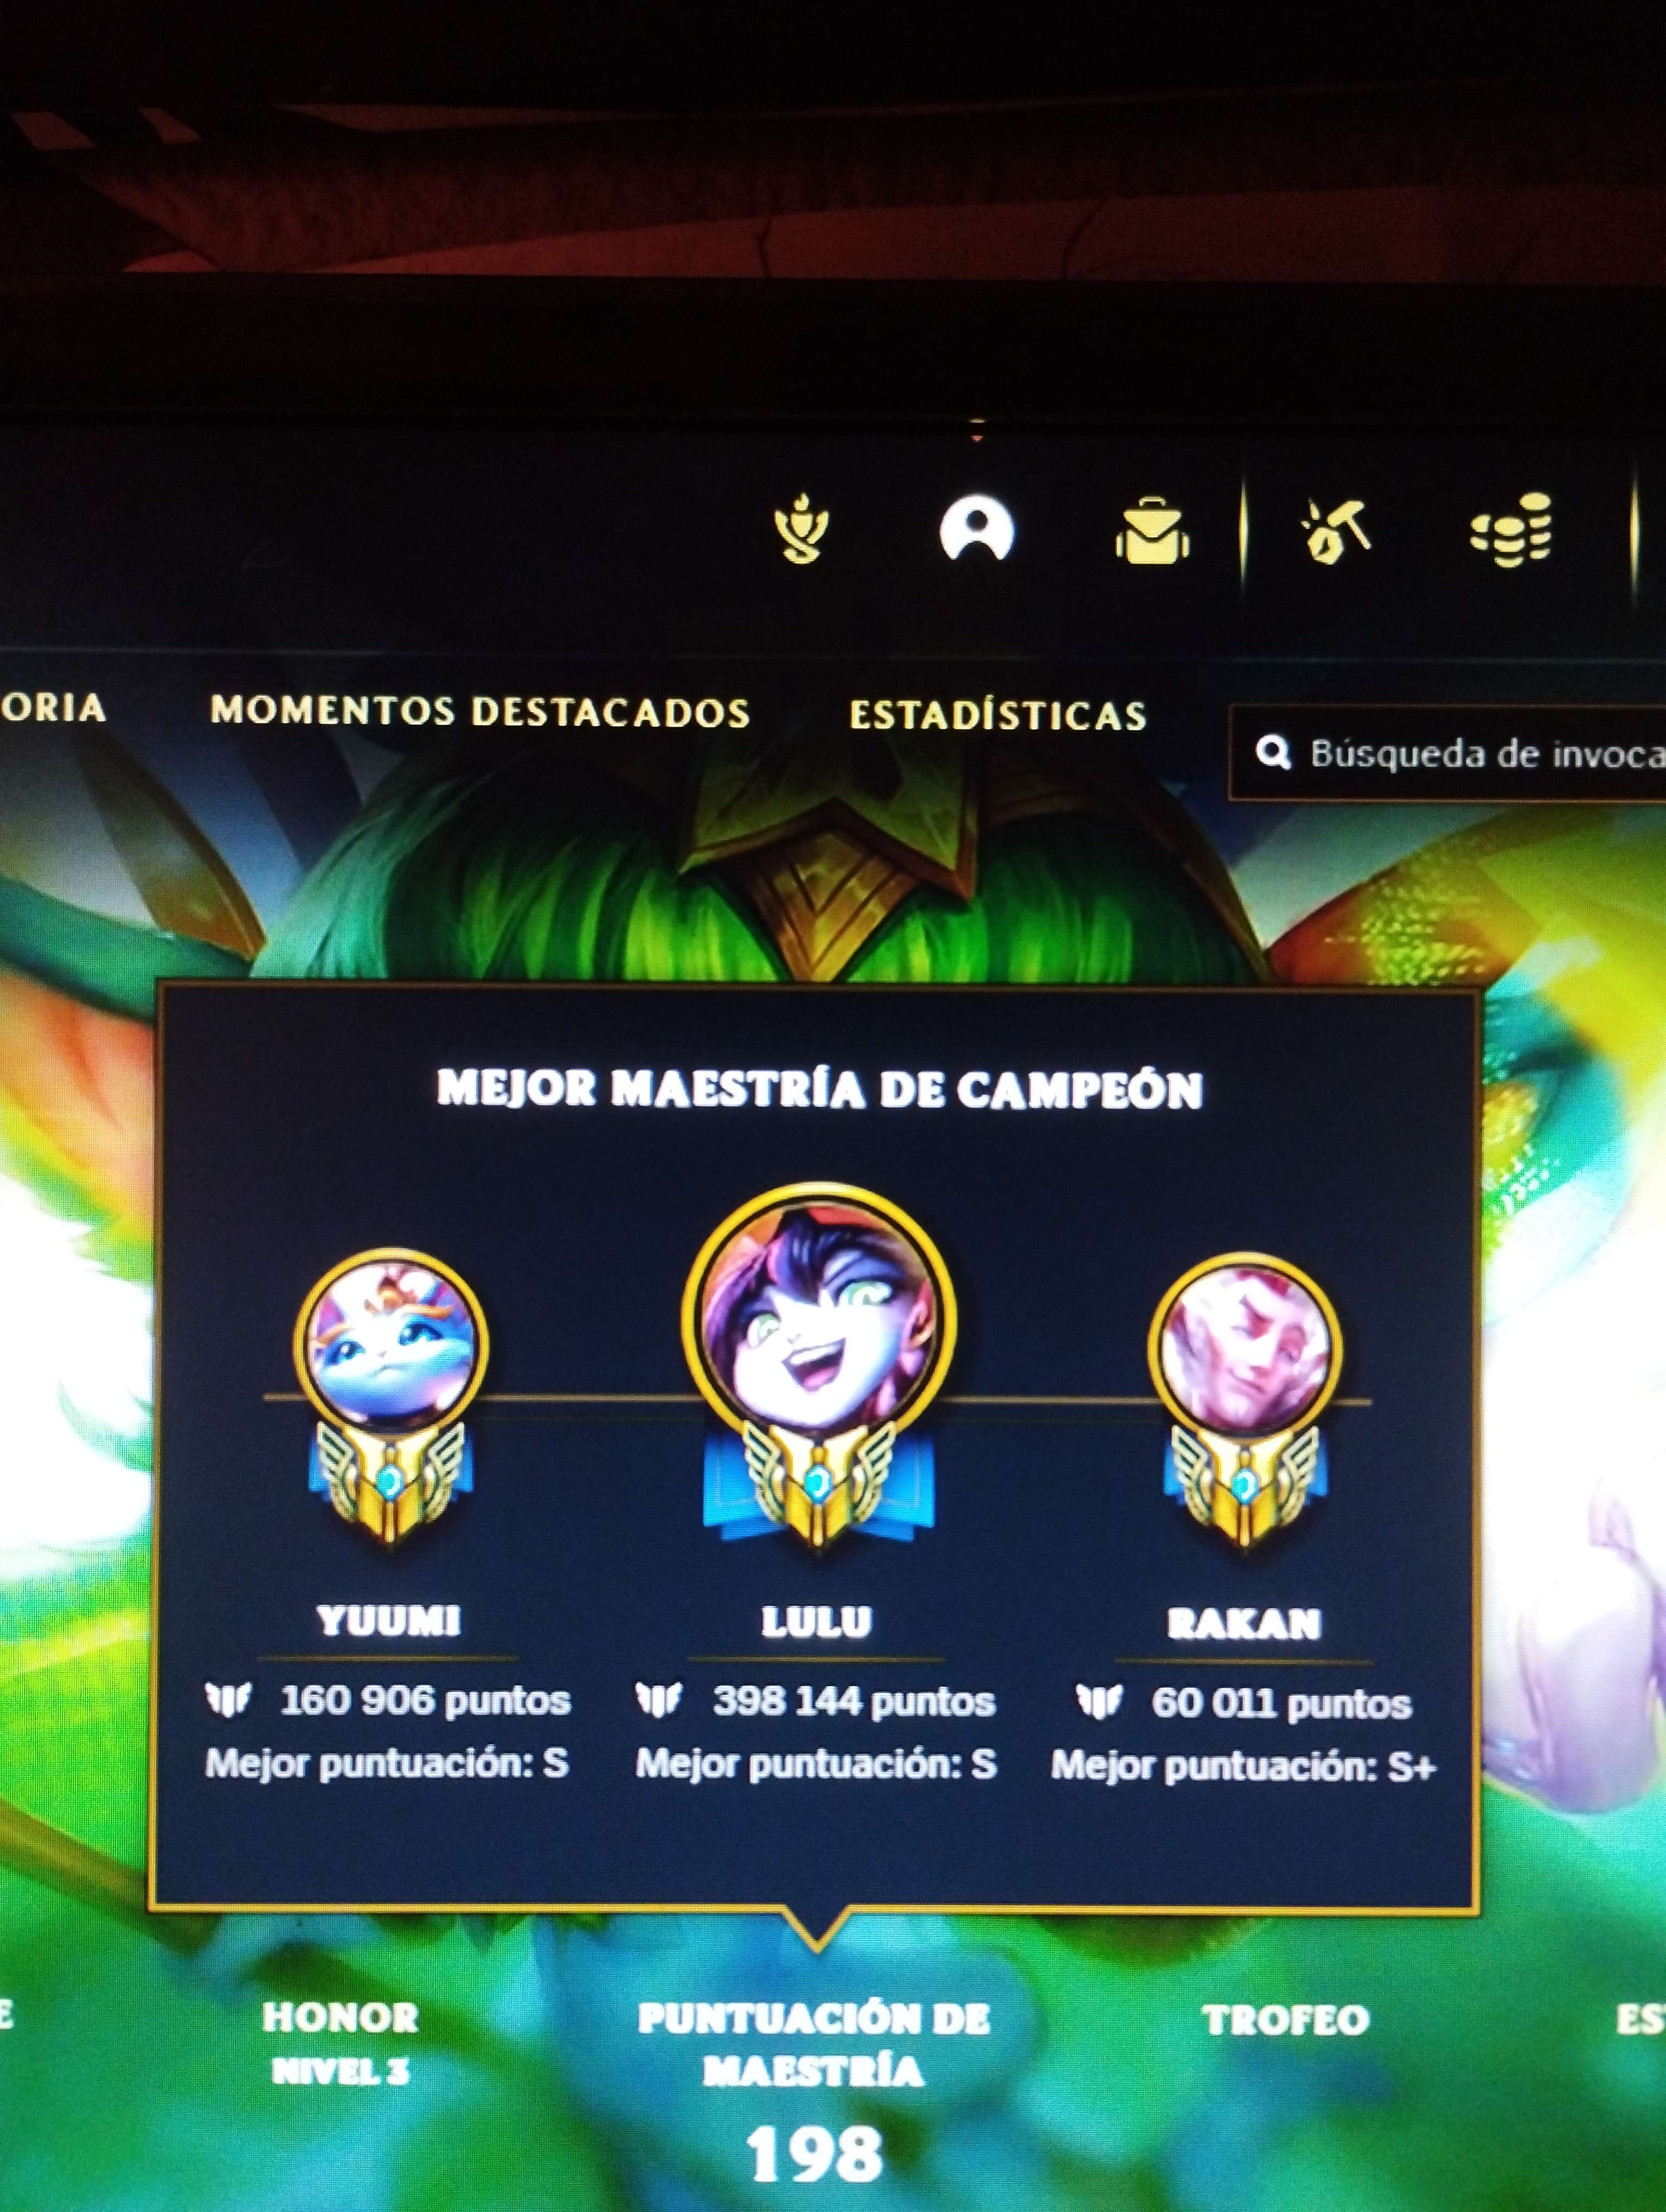 ORIA MOMENTOS DESTACADOS ESTADÍSTICAS
Búsqueda de invoca
MEJOR MAESTRÍA DE CAMPEÓN
YUUMI LULU RAKAN
160 906 puntos 398 144 puntos 60 011 puntos
Mejor puntuación: S Mejor puntuación: S Mejor puntuación: S+
E HONOR PUNTUACIÓN DE TROFEO ES
NIVEL 3 MAESTRÍA
198